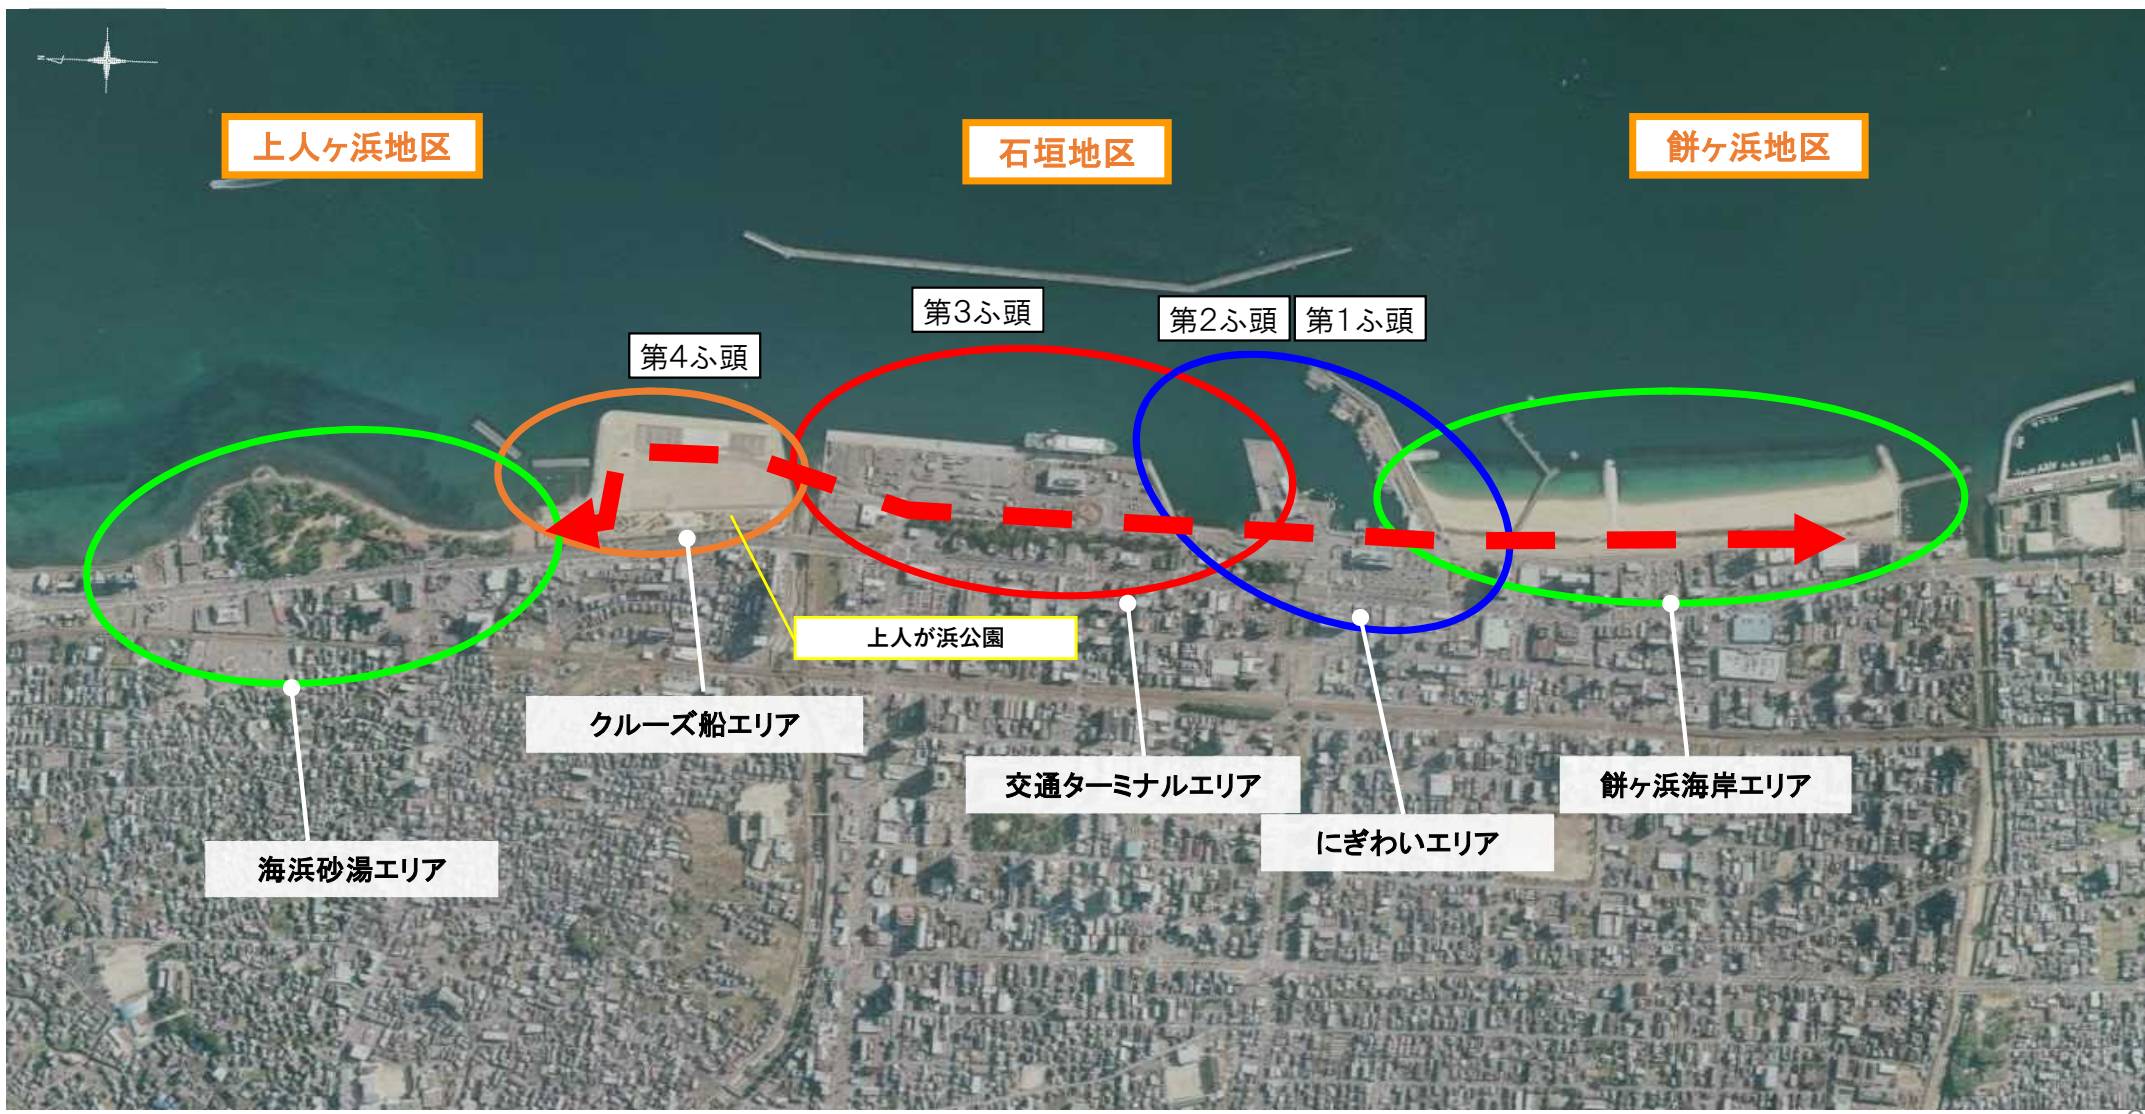 N
上人ヶ浜地区
石垣地区
餅ヶ浜地区
第3ふ頭
第2ふ頭
第1ふ頭
第4ふ頭
上人が浜公園
クルーズ船エリア
交通ターミナルエリア
餅ヶ浜海岸エリア
にぎわいエリア
海浜砂湯エリア